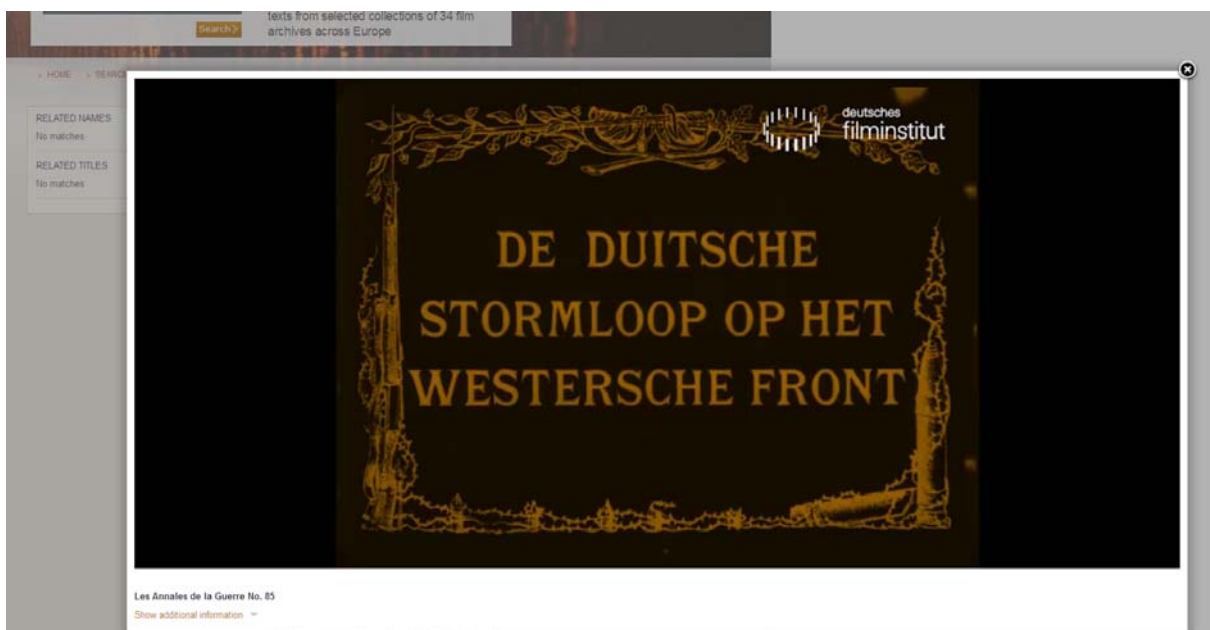 texts from selected collections of 34 film
Search >
archives across Europe
> HOME > SEARC
RELATED NAMES
No matches
RELATED TITLES
No matches
deutsches
filminstitut
DE DUITSCHE
STORMLOOP OP HET
WESTERSCHE FRONT
Les Annales de la Guerre No. 85
Show additional information